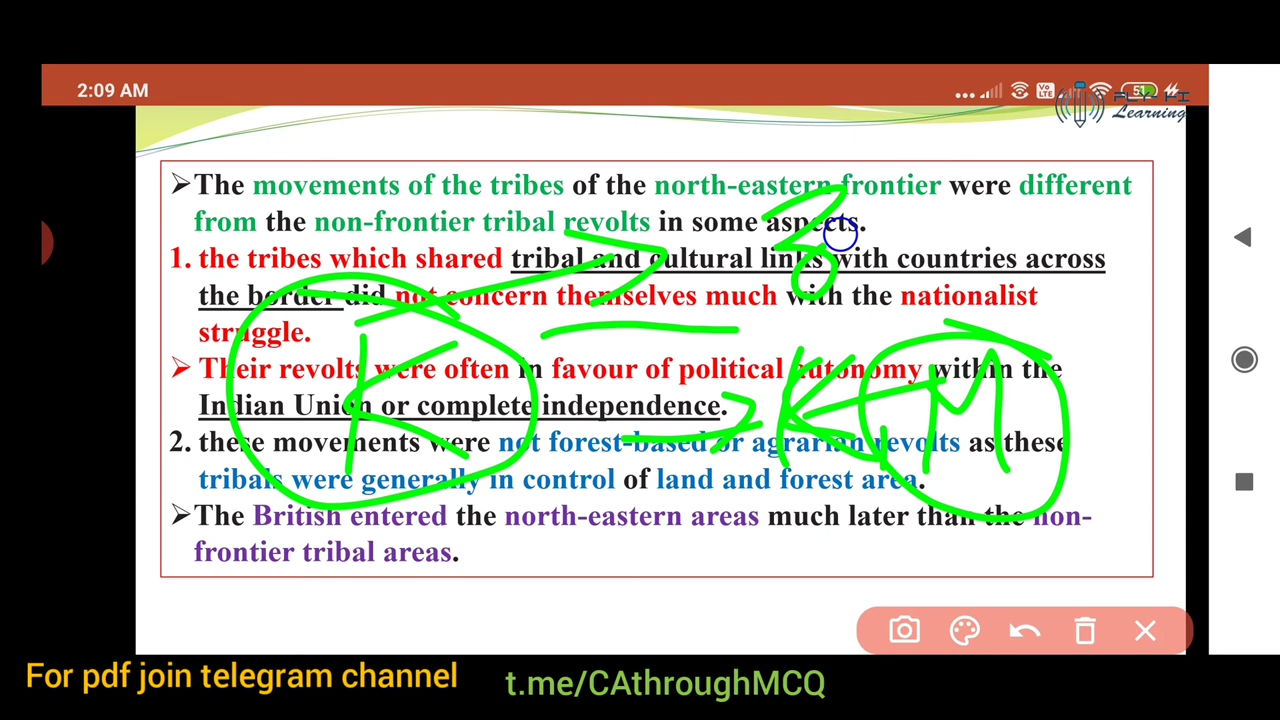 2:09 AM
Learning
➢The movements of the tribes of the north-eastern frontier were different
from the non-frontier tribal revolts in some aspects.
1. the tribes which shared tribal and cultural links with countries across
the border did not concern themselves much with the nationalist
struggle.
➢ Their revolts were often in favour of political autonomy within the
Indian Union or complete independence.
2. these movements were not forest-based or agrarian revolts as these
tribals were generally in control of land and forest area.
➢The British entered the north-eastern areas much later than the non-
frontier tribal areas.
K
K
M
For pdf join telegram channel
t.me/CAthroughMCQ